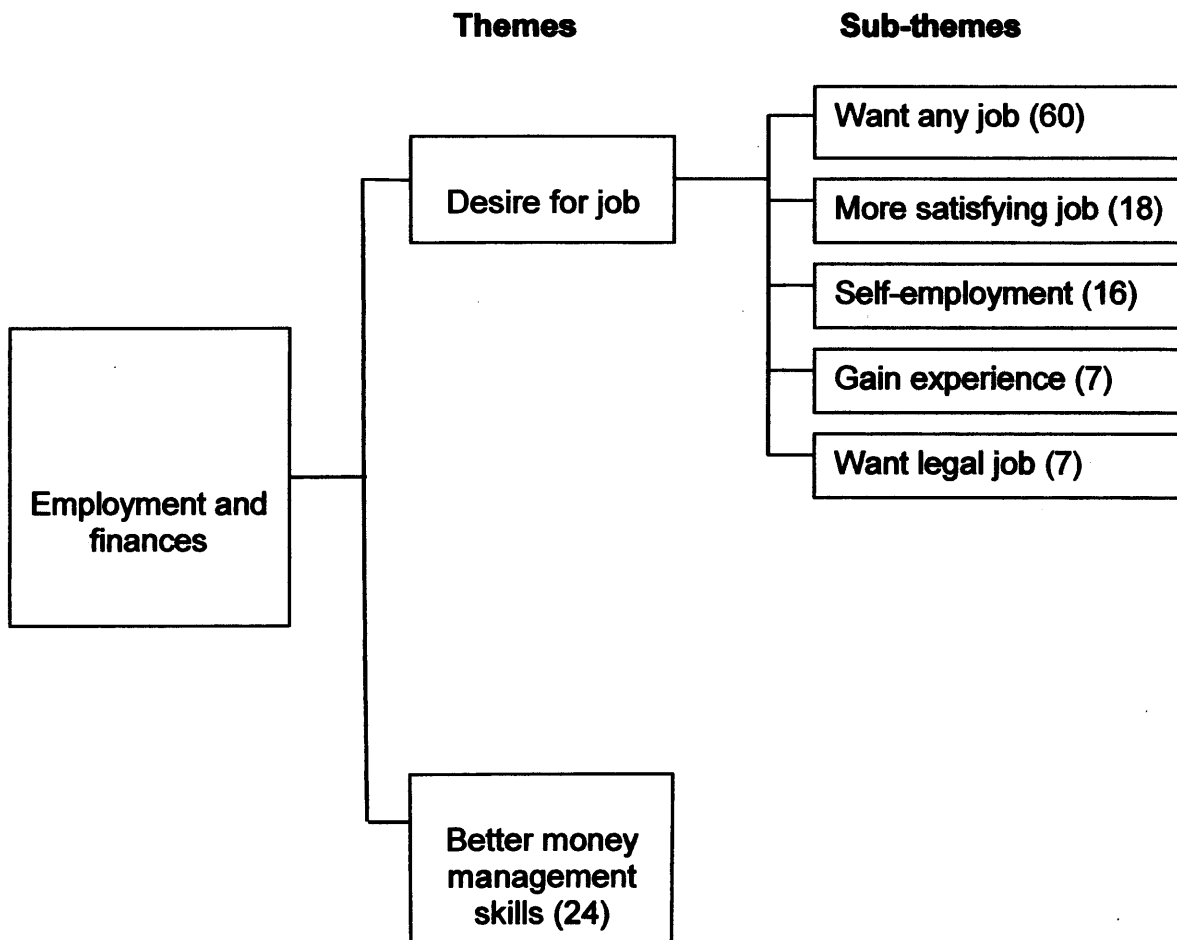 Themes
Sub-themes
Want any job (60)
Desire for job
More satisfying job (18)
Self-employment (16)
Gain experience (7)
Want legal job (7)
Employment and
finances
Better money
management
skills (24)